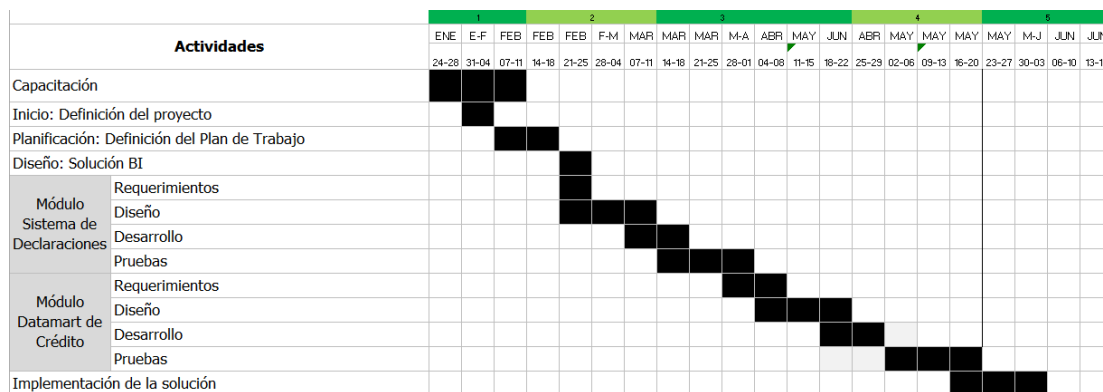 1 2 3 4 5
Actividades
ENE E-F FEB FEB FEB F-M MAR MAR MAR M-A ABR MAY JUN ABR MAY MAY MAY MAY M-J JUN JUN
24-28 31-04 07-11 14-18 21-25 28-04 07-11 14-18 21-25 28-01 04-08 11-15 18-22 25-29 02-06 09-13 16-20 23-27 30-03 06-10 13-1
Capacitación
Inicio: Definición del proyecto
Planificación: Definición del Plan de Trabajo
Diseño: Solución BI
Módulo
Sistema de
Declaraciones
Requerimientos
Diseño
Desarrollo
Pruebas
Módulo
Datamart de
Crédito
Requerimientos
Diseño
Desarrollo
Pruebas
Implementación de la solución